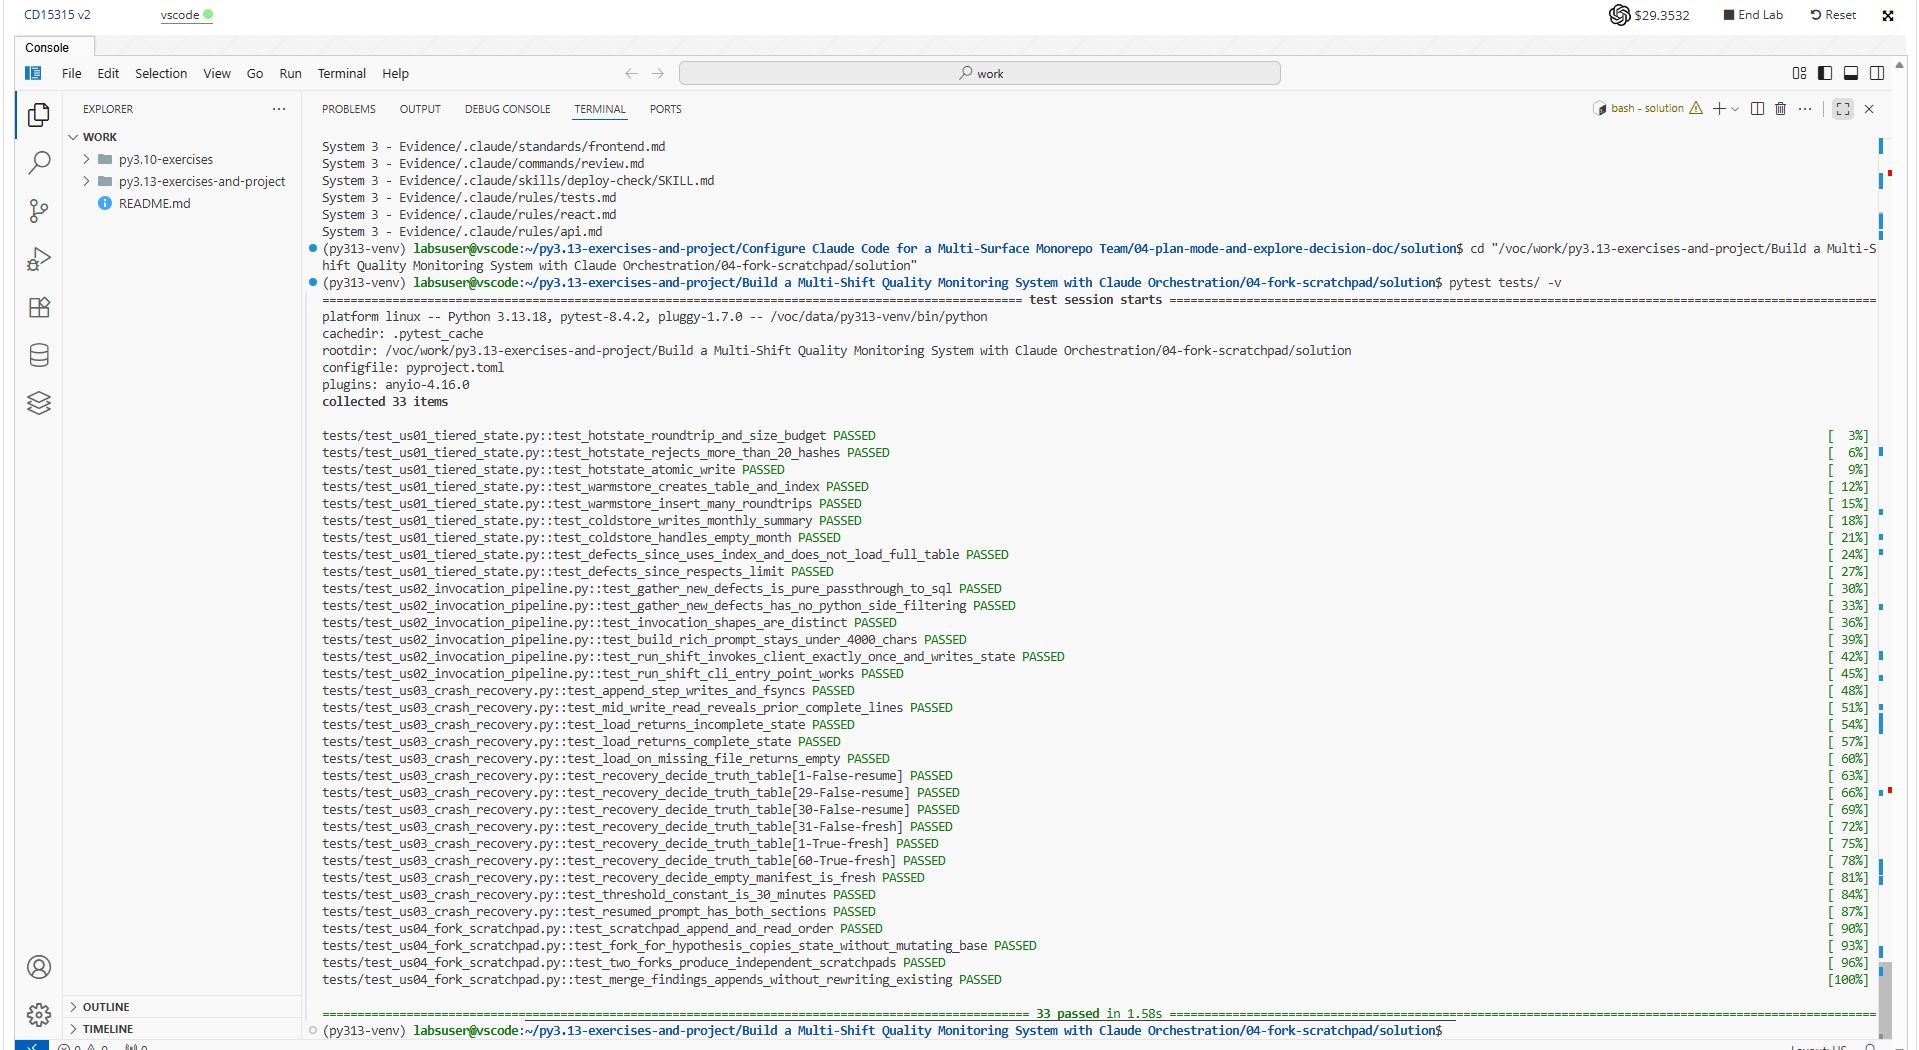 CD15315 v2
vscode
$29.3532
End Lab
Reset
Console
File Edit Selection View Go Run Terminal Help
work
EXPLORER
WORK
py3.10-exercises
py3.13-exercises-and-project
README.md
OUTLINE
TIMELINE
PROBLEMS OUTPUT DEBUG CONSOLE TERMINAL PORTS
bash - solution
System 3 - Evidence/.claude/standards/frontend.md
System 3 - Evidence/.claude/commands/review.md
System 3 - Evidence/.claude/skills/deploy-check/SKILL.md
System 3 - Evidence/.claude/rules/tests.md
System 3 - Evidence/.claude/rules/react.md
System 3 - Evidence/.claude/rules/api.md
(py313-venv) labsuser@vscode:~/py3.13-exercises-and-project/Configure Claude Code for a Multi-Surface Monorepo Team/04-plan-mode-and-explore-decision-doc/solution$ cd "/voc/work/py3.13-exercises-and-project/Build a Multi-S
hift Quality Monitoring System with Claude Orchestration/04-fork-scratchpad/solution"
(py313-venv) labsuser@vscode:~/py3.13-exercises-and-project/Build a Multi-Shift Quality Monitoring System with Claude Orchestration/04-fork-scratchpad/solution$ pytest tests/ -v
test session starts
platform linux -- Python 3.13.18, pytest-8.4.2, pluggy-1.7.0 -- /voc/data/py313-venv/bin/python
cachedir: .pytest_cache
rootdir: /voc/work/py3.13-exercises-and-project/Build a Multi-Shift Quality Monitoring System with Claude Orchestration/04-fork-scratchpad/solution
configfile: pyproject.toml
plugins: anyio-4.16.0
collected 33 items
tests/test_us01_tiered_state.py::test_hotstate_roundtrip_and_size_budget PASSED [ 3%]
tests/test_us01_tiered_state.py::test_hotstate_rejects_more_than_20_hashes PASSED [ 6%]
tests/test_us01_tiered_state.py::test_hotstate_atomic_write PASSED [ 9%]
tests/test_us01_tiered_state.py::test_warmstore_creates_table_and_index PASSED [ 12%]
tests/test_us01_tiered_state.py::test_warmstore_insert_many_roundtrips PASSED [ 15%]
tests/test_us01_tiered_state.py::test_coldstore_writes_monthly_summary PASSED [ 18%]
tests/test_us01_tiered_state.py::test_coldstore_handles_empty_month PASSED [ 21%]
tests/test_us01_tiered_state.py::test_defects_since_uses_index_and_does_not_load_full_table PASSED [ 24%]
tests/test_us01_tiered_state.py::test_defects_since_respects_limit PASSED [ 27%]
tests/test_us02_invocation_pipeline.py::test_gather_new_defects_is_pure_passthrough_to_sql PASSED [ 30%]
tests/test_us02_invocation_pipeline.py::test_gather_new_defects_has_no_python_side_filtering PASSED [ 33%]
tests/test_us02_invocation_pipeline.py::test_invocation_shapes_are_distinct PASSED [ 36%]
tests/test_us02_invocation_pipeline.py::test_build_rich_prompt_stays_under_4000_chars PASSED [ 39%]
tests/test_us02_invocation_pipeline.py::test_run_shift_invokes_client_exactly_once_and_writes_state PASSED [ 42%]
tests/test_us02_invocation_pipeline.py::test_run_shift_cli_entry_point_works PASSED [ 45%]
tests/test_us03_crash_recovery.py::test_append_step_writes_and_fsyncs PASSED [ 48%]
tests/test_us03_crash_recovery.py::test_mid_write_read_reveals_prior_complete_lines PASSED [ 51%]
tests/test_us03_crash_recovery.py::test_load_returns_incomplete_state PASSED [ 54%]
tests/test_us03_crash_recovery.py::test_load_returns_complete_state PASSED [ 57%]
tests/test_us03_crash_recovery.py::test_load_on_missing_file_returns_empty PASSED [ 60%]
tests/test_us03_crash_recovery.py::test_recovery_decide_truth_table[1-False-resume] PASSED [ 63%]
tests/test_us03_crash_recovery.py::test_recovery_decide_truth_table[29-False-resume] PASSED [ 66%]
tests/test_us03_crash_recovery.py::test_recovery_decide_truth_table[30-False-resume] PASSED [ 69%]
tests/test_us03_crash_recovery.py::test_recovery_decide_truth_table[31-False-fresh] PASSED [ 72%]
tests/test_us03_crash_recovery.py::test_recovery_decide_truth_table[1-True-fresh] PASSED [ 75%]
tests/test_us03_crash_recovery.py::test_recovery_decide_truth_table[60-True-fresh] PASSED [ 78%]
tests/test_us03_crash_recovery.py::test_recovery_decide_empty_manifest_is_fresh PASSED [ 81%]
tests/test_us03_crash_recovery.py::test_threshold_constant_is_30_minutes PASSED [ 84%]
tests/test_us03_crash_recovery.py::test_resumed_prompt_has_both_sections PASSED [ 87%]
tests/test_us04_fork_scratchpad.py::test_scratchpad_append_and_read_order PASSED [ 90%]
tests/test_us04_fork_scratchpad.py::test_fork_for_hypothesis_copies_state_without_mutating_base PASSED [ 93%]
tests/test_us04_fork_scratchpad.py::test_two_forks_produce_independent_scratchpads PASSED [ 96%]
tests/test_us04_fork_scratchpad.py::test_merge_findings_appends_without_rewriting_existing PASSED [100%]
33 passed in 1.58s
(py313-venv) labsuser@vscode:~/py3.13-exercises-and-project/Build a Multi-Shift Quality Monitoring System with Claude Orchestration/04-fork-scratchpad/solution$